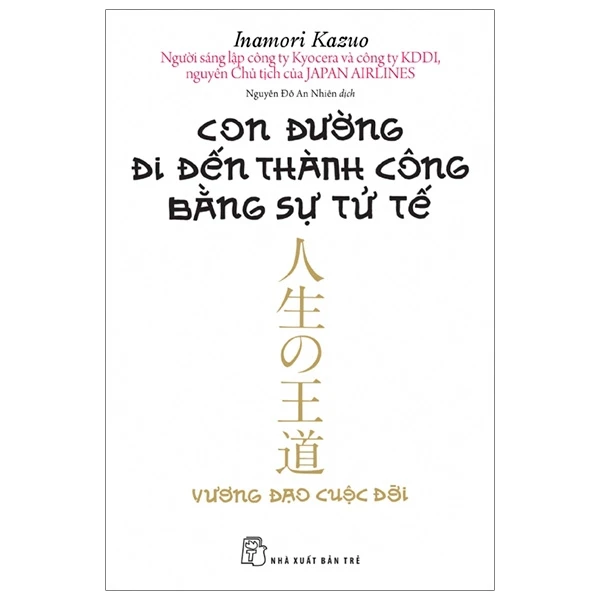 Inamori Kazuo
Người sáng lập công ty Kyocera và công ty KDDI,
nguyên Chủ tịch của JAPAN AIRLINES
Nguyễn Đỗ An Nhiên dịch
CON ĐƯỜNG
ĐI ĐẾN THÀNH CÔNG
BẰNG SỰ TỬ TẾ
人生の王道
VƯƠNG ĐẠO CUỘC ĐỜI
NHÀ XUẤT BẢN TRẺ